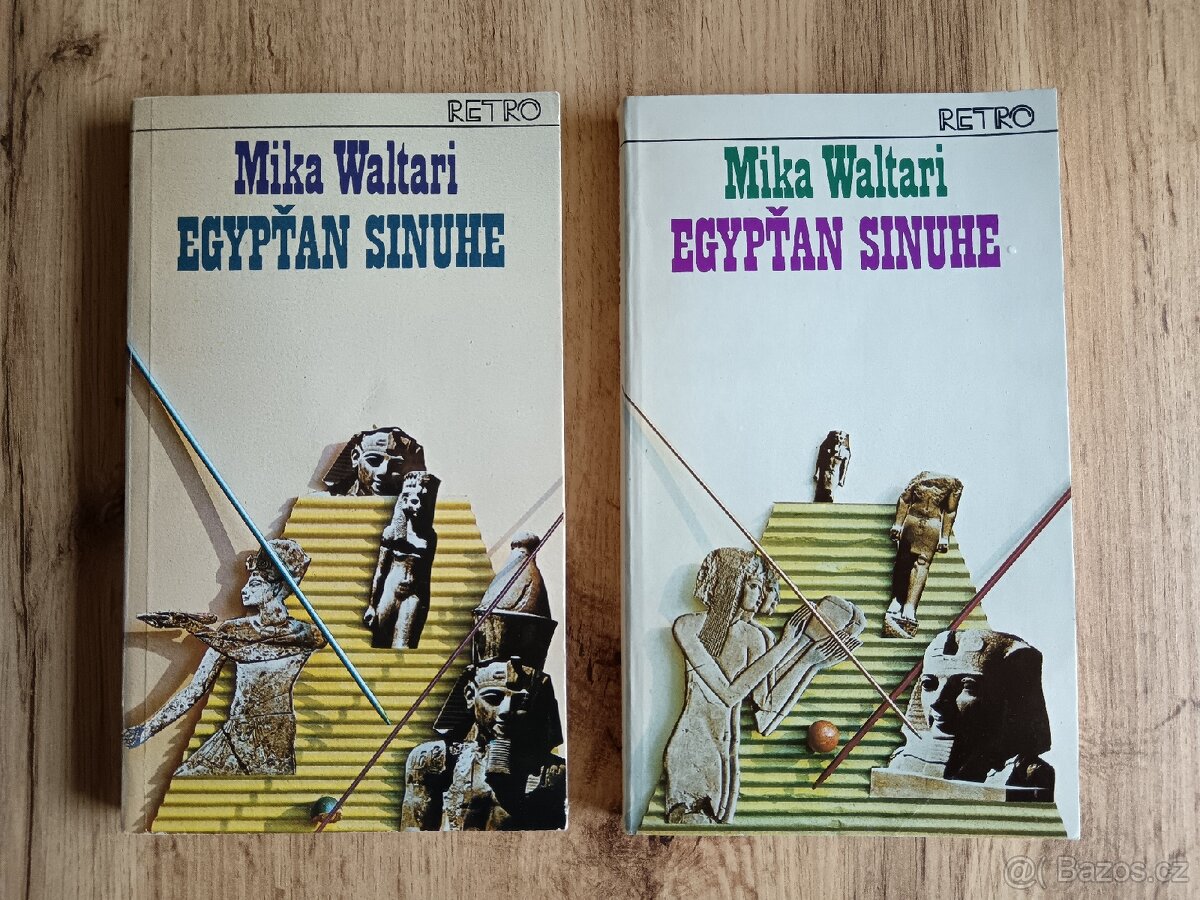 RETRO
Mika Waltari
EGYPŤAN SINUHE
RETRO
Mika Waltari
EGYPŤAN SINUHE
@( Bazos.cz